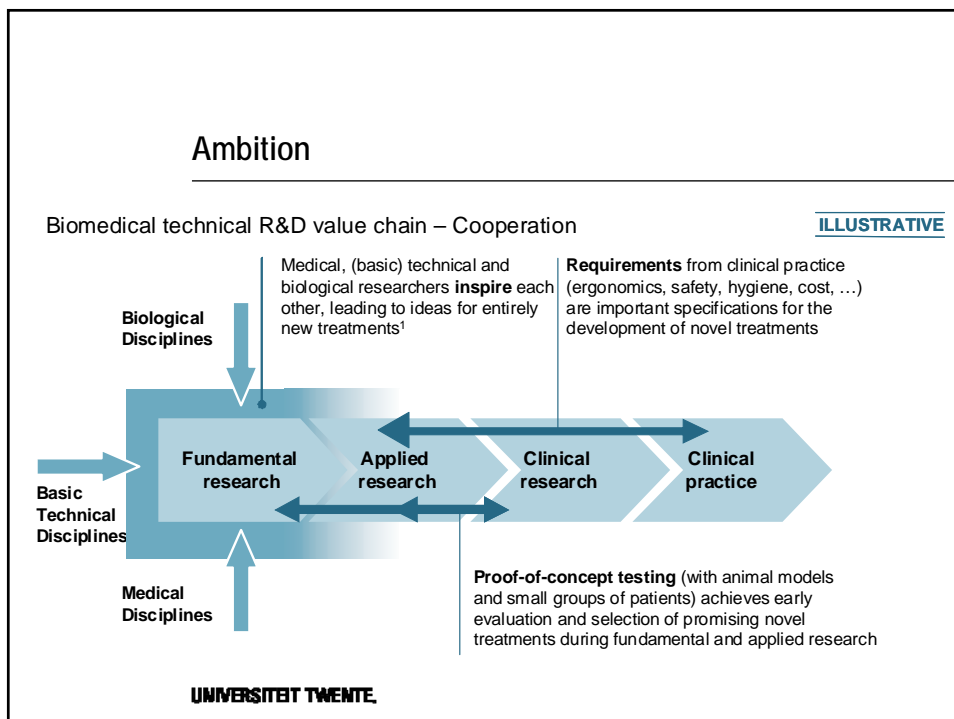 Ambition
Biomedical technical R&D value chain – Cooperation
ILLUSTRATIVE
Medical, (basic) technical and
biological researchers inspire each
other, leading to ideas for entirely
new treatments¹
Requirements from clinical practice
(ergonomics, safety, hygiene, cost, …)
are important specifications for the
development of novel treatments
Biological
Disciplines
Basic
Technical
Disciplines
Medical
Disciplines
Fundamental
research
Applied
research
Clinical
research
Clinical
practice
Proof-of-concept testing (with animal models
and small groups of patients) achieves early
evaluation and selection of promising novel
treatments during fundamental and applied research
UNIVERSITEIT TWENTE.